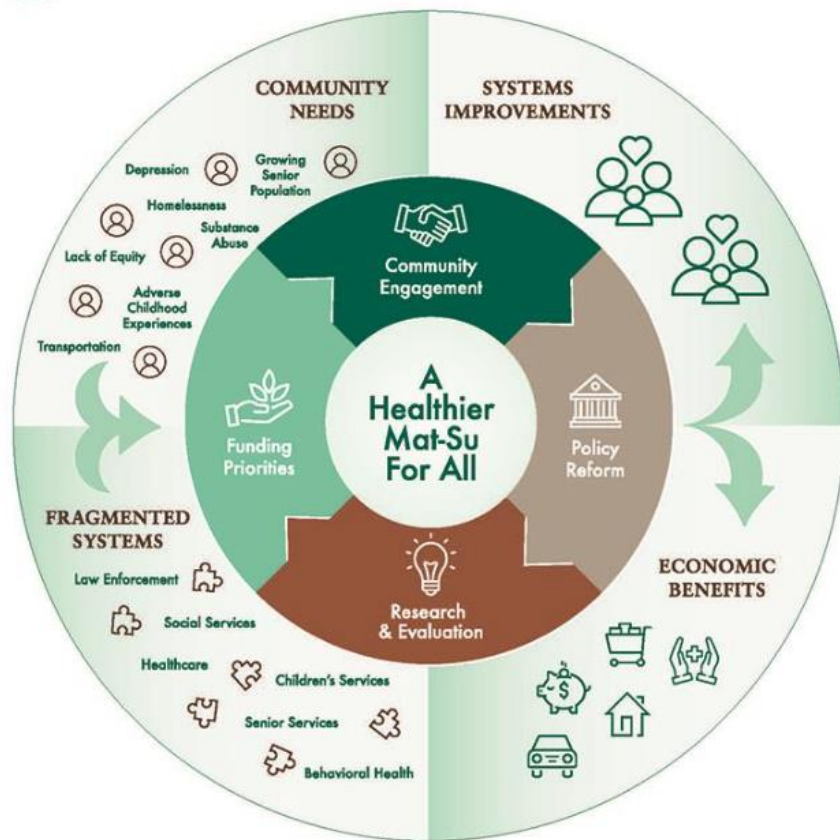 COMMUNITY
NEEDS
Depression
Growing
Senior
Population
Homelessness
Substance
Abuse
Lack of Equity
Adverse
Childhood
Experiences
Transportation
SYSTEMS
IMPROVEMENTS
Community
Engagement
Funding
Priorities
A
Healthier
Mat-Su
For All
Policy
Reform
Research
& Evaluation
FRAGMENTED
SYSTEMS
Law Enforcement
Social Services
Healthcare
Children's Services
Senior Services
Behavioral Health
ECONOMIC
BENEFITS
$